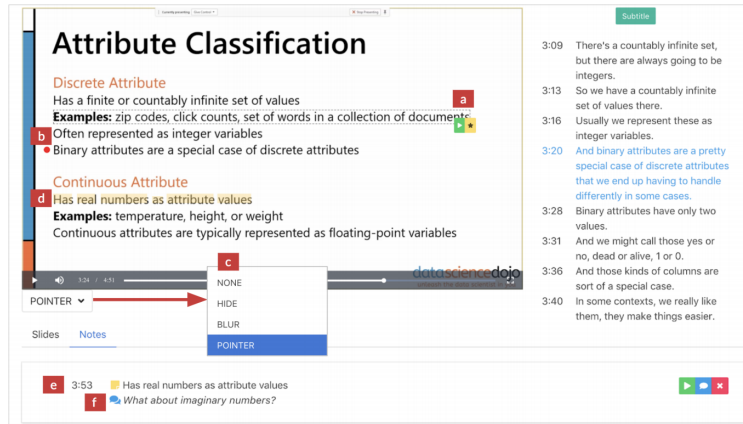 Currently presenting
Stop Presenting
Subtitle
Attribute Classification
Discrete Attribute
Has a finite or countably infinite set of values
a
Examples: zip codes, click counts, set of words in a collection of documents
b
Often represented as integer variables
Binary attributes are a special case of discrete attributes
Continuous Attribute
d
Has real numbers as attribute values
Examples: temperature, height, or weight
Continuous attributes are typically represented as floating-point variables
c
datasciencedojo
3:24 / 4:51
POINTER
NONE
HIDE
BLUR
POINTER
3:09 There's a countably infinite set,
but there are always going to be
integers.
3:13 So we have a countably infinite
set of values there.
3:16 Usually we represent these as
integer variables.
3:20 And binary attributes are a pretty
special case of discrete attributes
that we end up having to handle
differently in some cases.
3:28 Binary attributes have only two
values.
3:31 And we might call those yes or
no, dead or alive, 1 or 0.
3:36 And those kinds of columns are
sort of a special case.
3:40 In some contexts, we really like
them, they make things easier.
Slides Notes
e 3:53 Has real numbers as attribute values
f What about imaginary numbers?